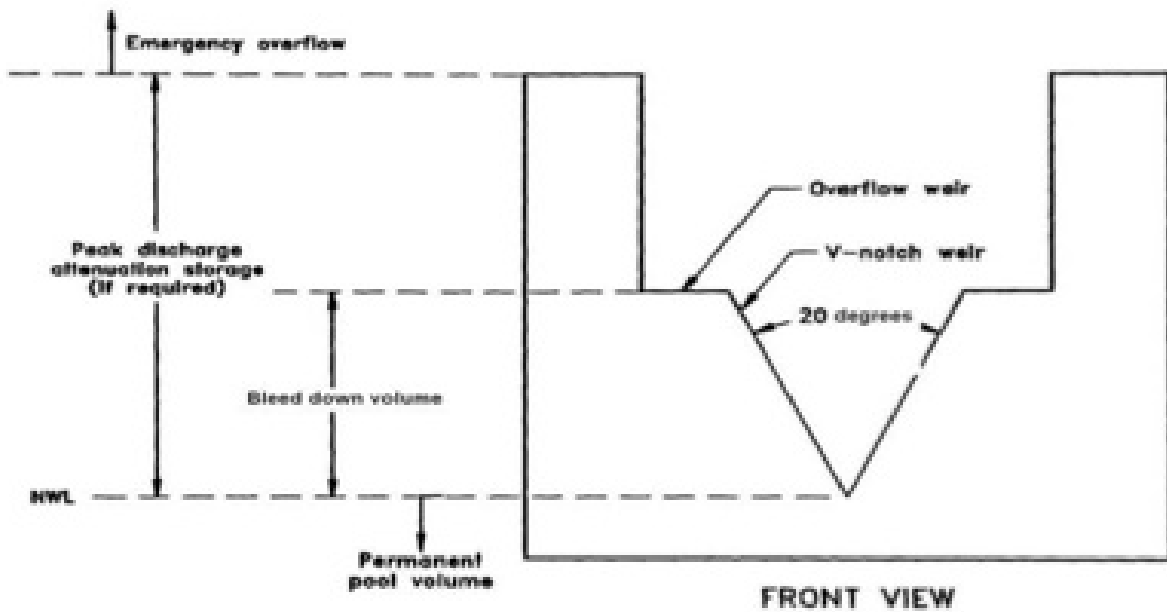 Emergency overflow
Overflow weir
V-notch weir
Peak discharge
attenuation storage
(if required)
20 degrees
Bleed down volume
NWL
Permanent
pool volume
FRONT VIEW